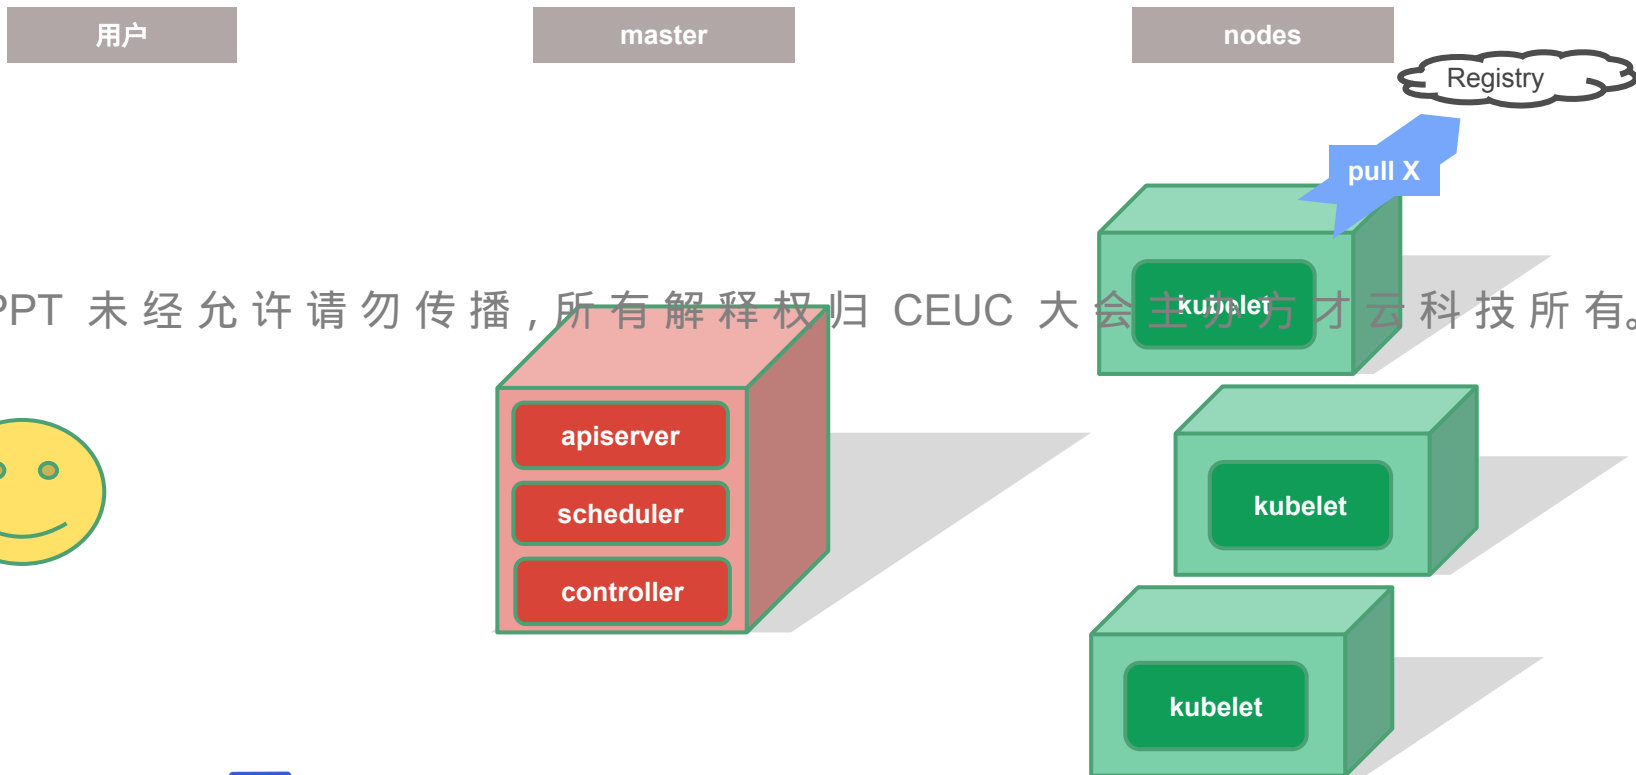 用户
master
nodes
Registry
pull X
PPT 未经允许请勿传播,所有解释权归 CEUC 大会主办方才云科技所有。
kubelet
apiserver
scheduler
controller
kubelet
kubelet